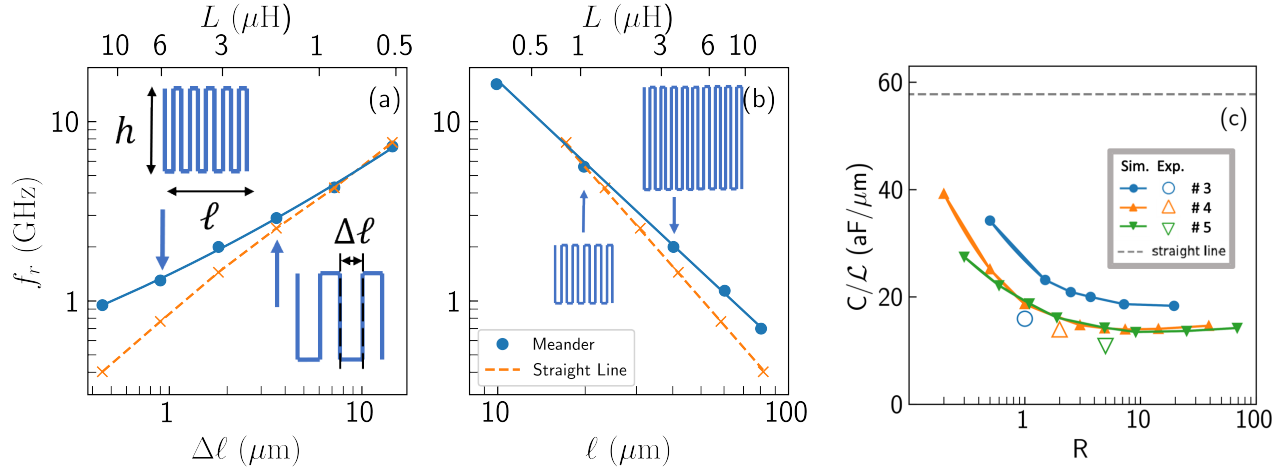 L (μH)
10 6 3 1 0.5
(a)
h
ℓ
Δℓ
10
1
f_r (GHz)
1 10
Δℓ (μm)
L (μH)
0.5 1 3 6 10
(b)
10
1
Meander
Straight Line
10 100
ℓ (μm)
(c)
60
40
20
0
C/ℒ (aF/μm)
Sim. Exp.
# 3
# 4
# 5
straight line
1 10
R